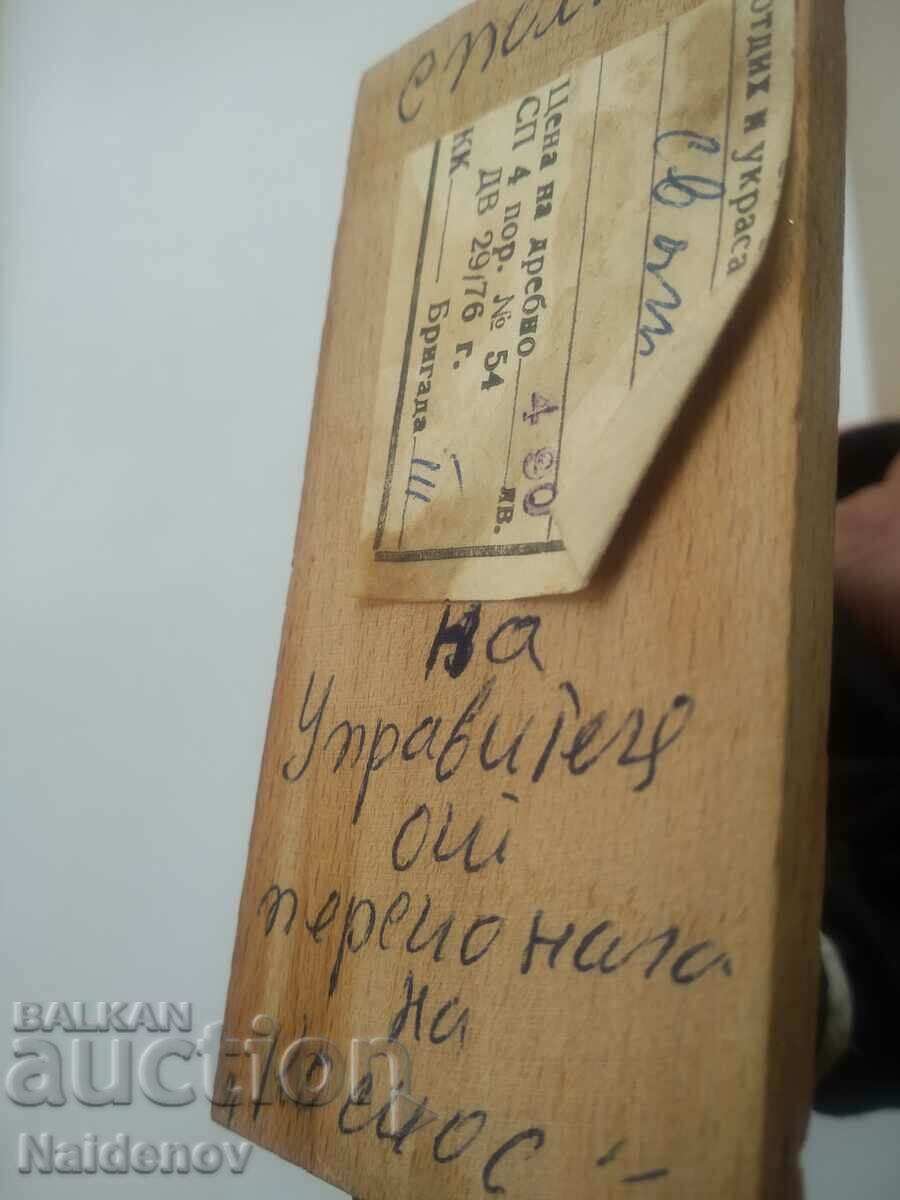 отдих и украса
Цена на дребно 4 80 лв.
СП 4 пор. № 54
ДВ 29/76 г.
КК Бригада III
на
Управителя
от
персонала
на
BALKAN
auction
Naidenov